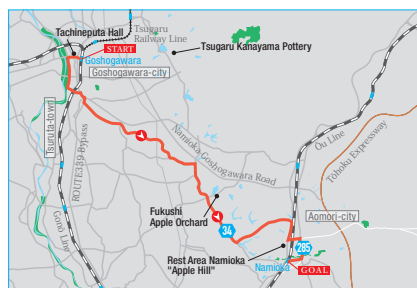 Tachineputa Hall
Tsugaru
Railway Line
START
Goshogawara
Goshogawara-city
Tsugaru Kanayama Pottery
Tsuruta-town
ROUTE339 Bypass
Gono Line
Namioka Goshogawara Road
Ou Line
Tohoku Expressway
Fukushi
Apple Orchard
34
Aomori-city
285
Rest Area Namioka
"Apple Hill"
Namioka
GOAL